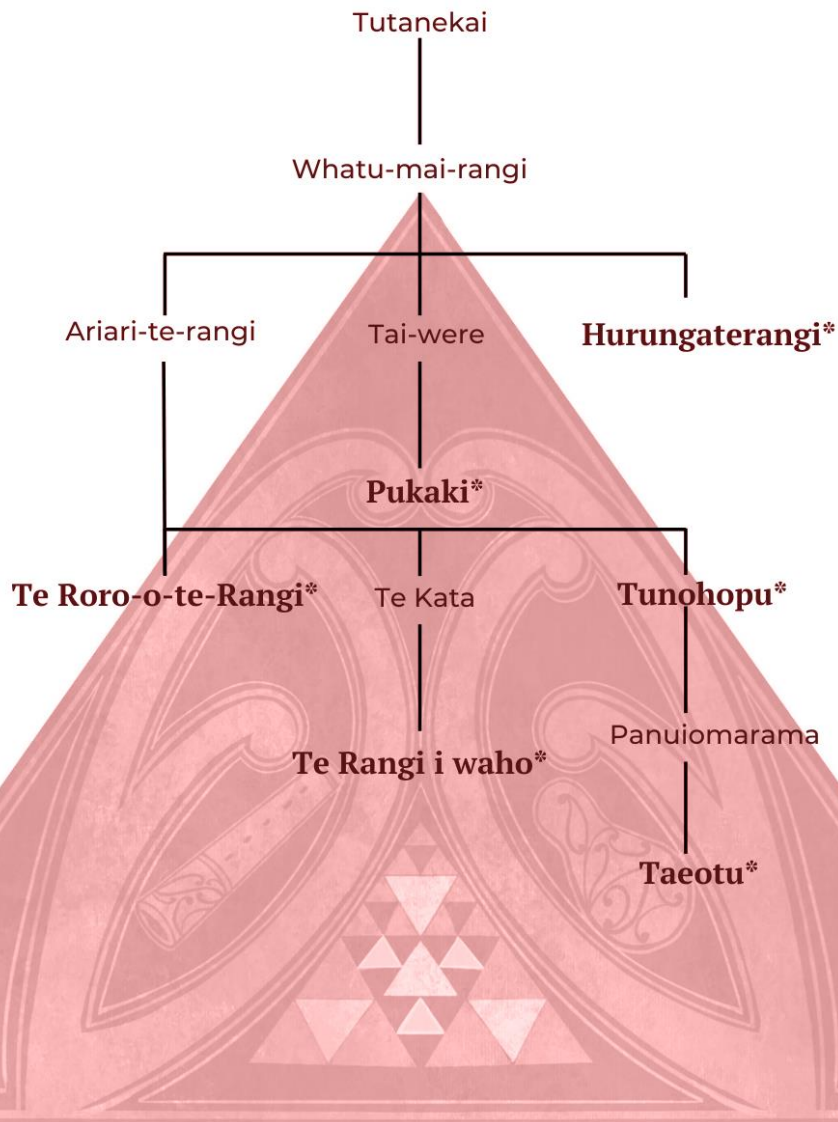 Tutanekai
Whatu-mai-rangi
Ariari-te-rangi
Tai-were
Hurungaterangi*
Pukaki*
Te Roro-o-te-Rangi*
Te Kata
Tunohopu*
Panuiomarama
Te Rangi i waho*
Taeotu*